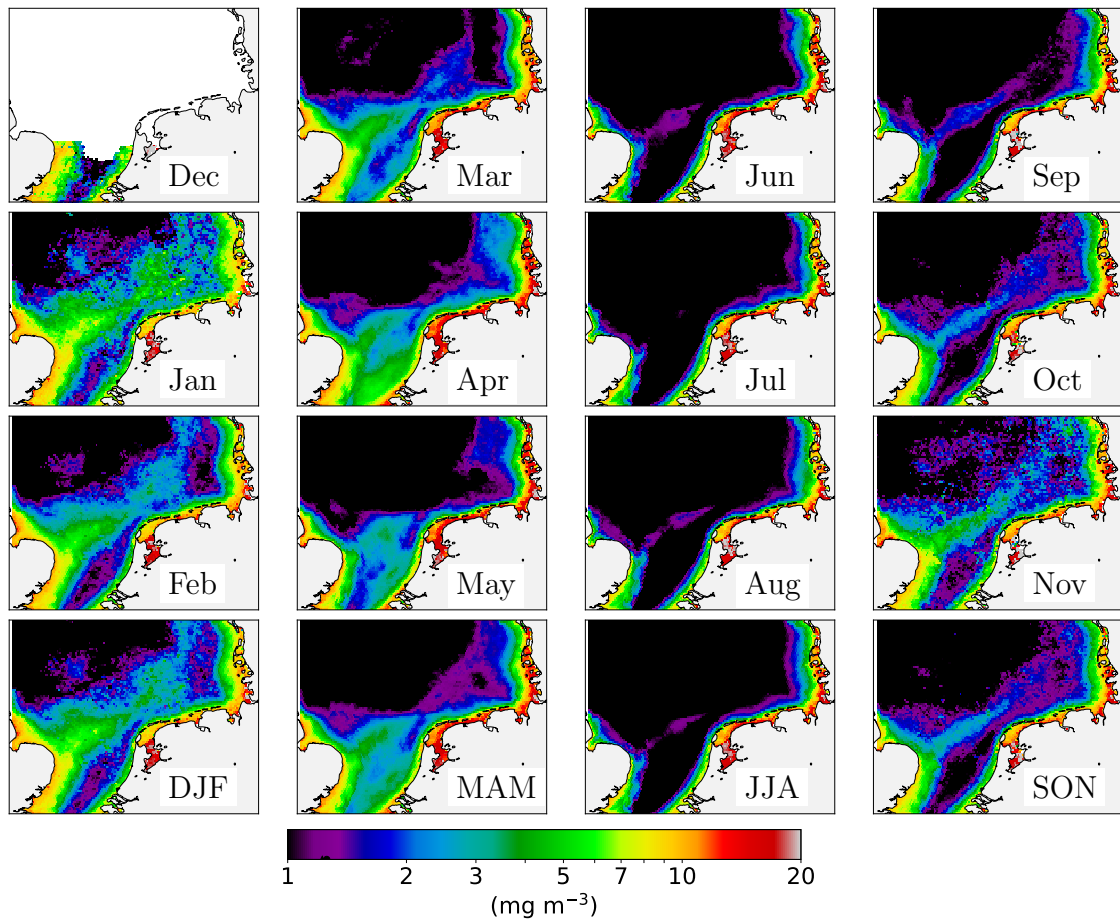 Dec
Mar
Jun
Sep
Jan
Apr
Jul
Oct
Feb
May
Aug
Nov
DJF
MAM
JJA
SON
1 2 3 5 7 10 20
(mg m⁻³)